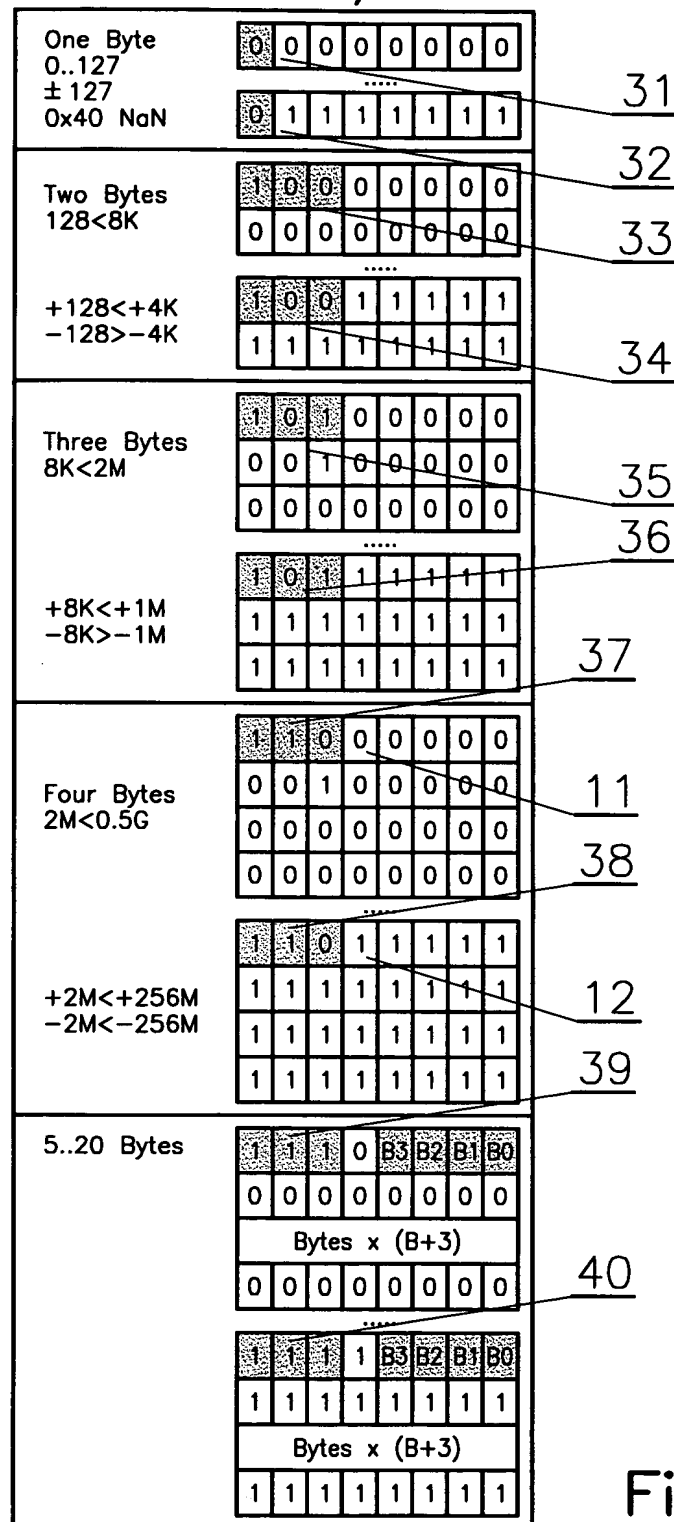 One Byte
0..127
±127
0x40 NaN
0 0 0 0 0 0 0 0
.....
0 1 1 1 1 1 1 1
31
32
Two Bytes
128<8K
1 0 0 0 0 0 0 0
0 0 0 0 0 0 0 0
33
.....
+128<+4K
-128>-4K
1 0 0 1 1 1 1 1
1 1 1 1 1 1 1 1
34
Three Bytes
8K<2M
1 0 1 0 0 0 0 0
0 0 1 0 0 0 0 0
0 0 0 0 0 0 0 0
35
.....
36
+8K<+1M
-8K>-1M
1 0 1 1 1 1 1 1
1 1 1 1 1 1 1 1
1 1 1 1 1 1 1 1
37
Four Bytes
2M<0.5G
1 1 0 0 0 0 0 0
0 0 1 0 0 0 0 0
0 0 0 0 0 0 0 0
0 0 0 0 0 0 0 0
11
38
.....
+2M<+256M
-2M<-256M
1 1 0 1 1 1 1 1
1 1 1 1 1 1 1 1
1 1 1 1 1 1 1 1
1 1 1 1 1 1 1 1
12
39
5..20 Bytes
1 1 1 0 B3 B2 B1 B0
0 0 0 0 0 0 0 0
Bytes x (B+3)
0 0 0 0 0 0 0 0
40
.....
1 1 1 1 B3 B2 B1 B0
1 1 1 1 1 1 1 1
Bytes x (B+3)
1 1 1 1 1 1 1 1
Fi